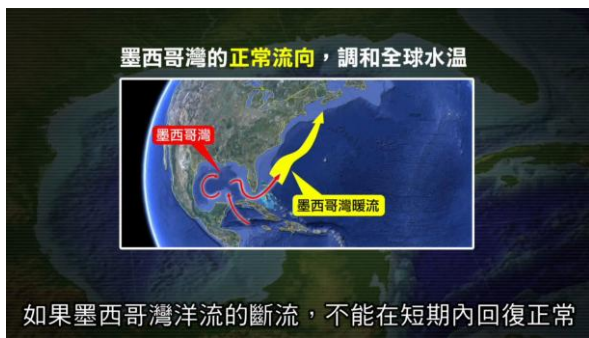 墨西哥灣的正常流向，調和全球水温
墨西哥灣
墨西哥灣暖流
如果墨西哥灣洋流的斷流，不能在短期內回復正常